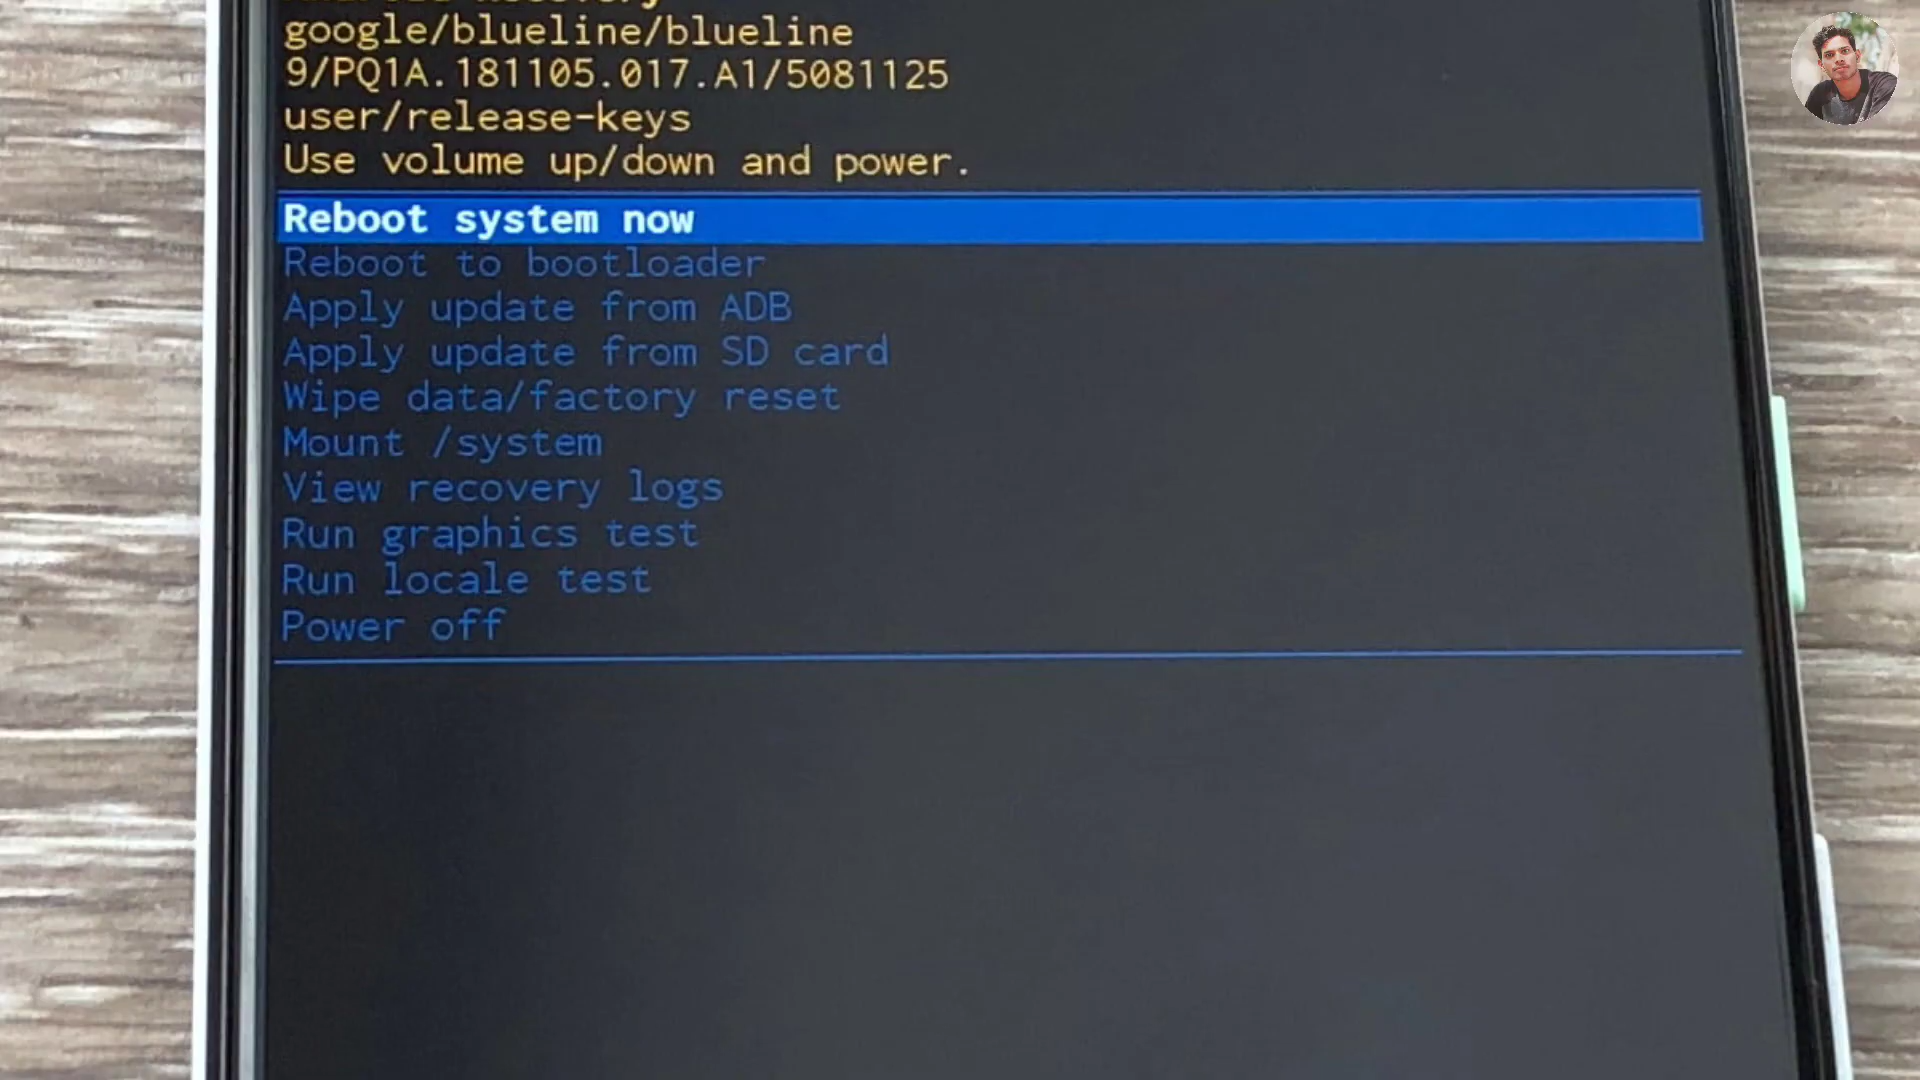 google/blueline/blueline
9/PQ1A.181105.017.A1/5081125
user/release-keys
Use volume up/down and power.
Reboot system now
Reboot to bootloader
Apply update from ADB
Apply update from SD card
Wipe data/factory reset
Mount /system
View recovery logs
Run graphics test
Run locale test
Power off